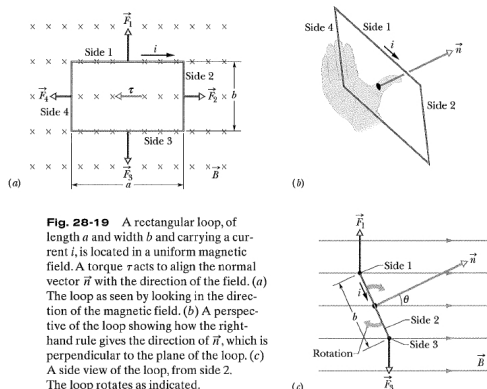 F₁
Side 1
i
Side 2
F₄
τ
F₂
b
Side 4
Side 3
F₃
B
a
(a)
Side 4
Side 1
i
n
Side 2
(b)
Fig. 28-19 A rectangular loop, of
length a and width b and carrying a cur-
rent i, is located in a uniform magnetic
field. A torque τ acts to align the normal
vector n⃗ with the direction of the field. (a)
The loop as seen by looking in the direc-
tion of the magnetic field. (b) A perspec-
tive of the loop showing how the right-
hand rule gives the direction of n⃗, which is
perpendicular to the plane of the loop. (c)
A side view of the loop, from side 2.
The loop rotates as indicated.
F₁
Side 1
n
i
θ
b
Side 2
Side 3
Rotation
B
F₃
(c)